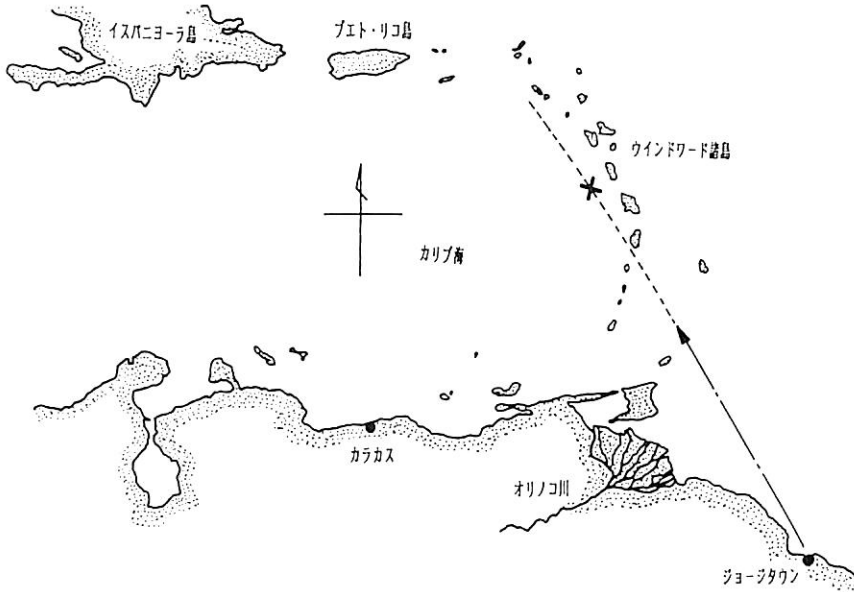 イスパニヨーラ島
プエト・リコ島
ウインドワード諸島
カリブ海
カラカス
オリノコ川
ジョージタウン